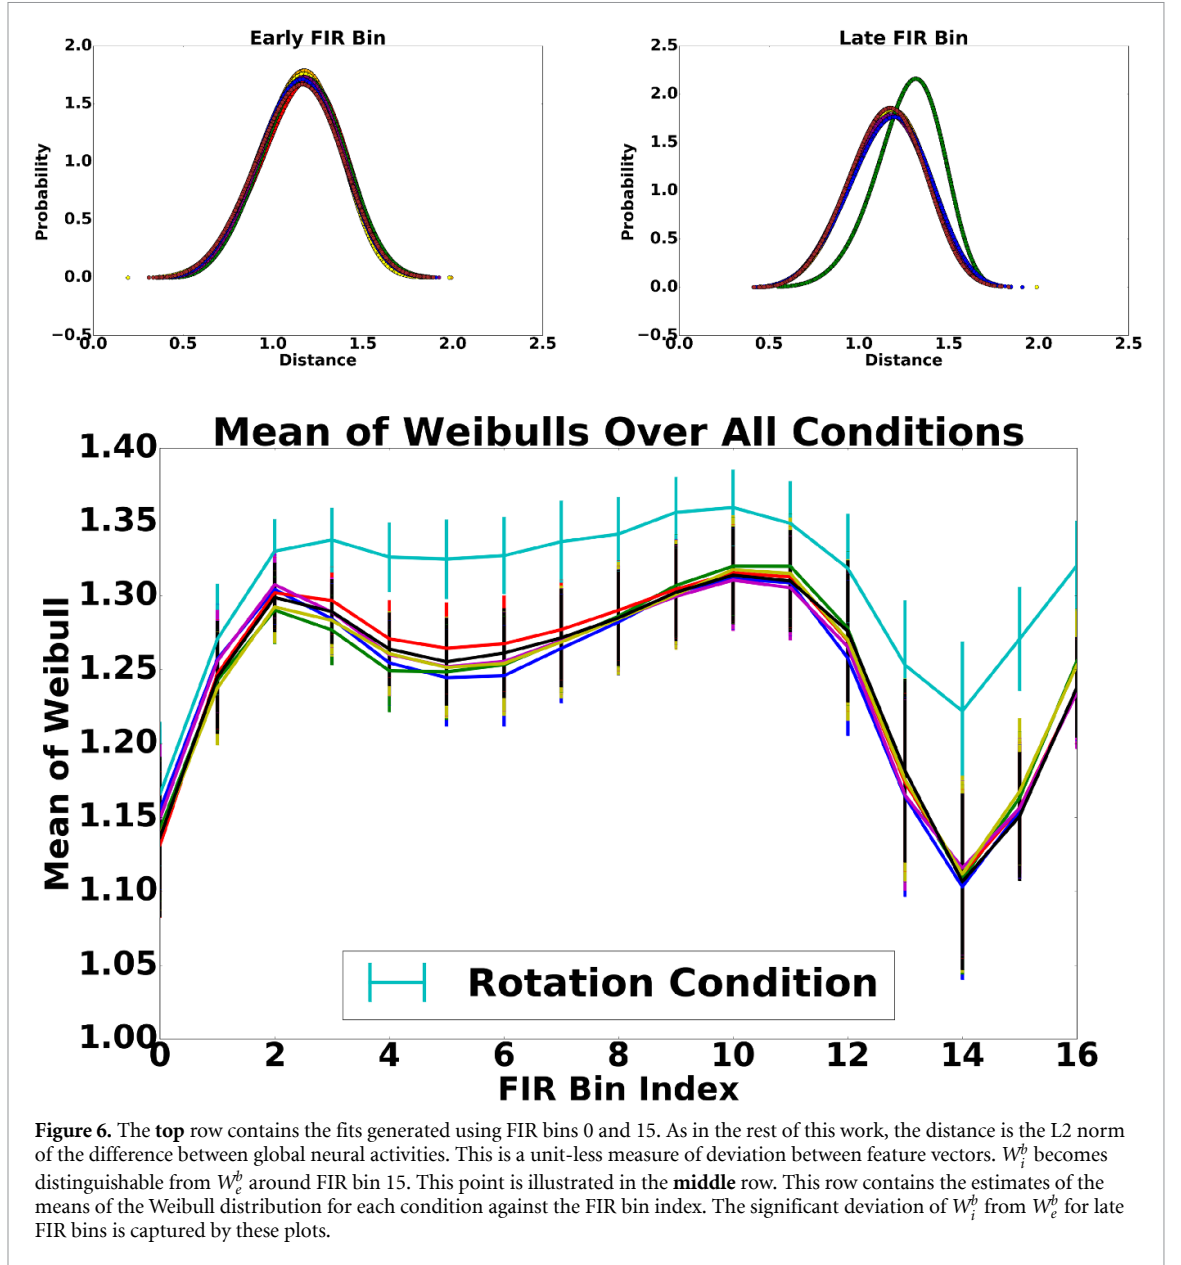 Early FIR Bin
2.0
1.5
1.0
0.5
0.0
−0.5
Probability
0.0 0.5 1.0 1.5 2.0 2.5
Distance
Late FIR Bin
2.5
2.0
1.5
1.0
0.5
0.0
−0.5
Probability
0.0 0.5 1.0 1.5 2.0 2.5
Distance
Mean of Weibulls Over All Conditions
1.40
1.35
1.30
1.25
1.20
1.15
1.10
1.05
1.00
Mean of Weibull
Rotation Condition
0 2 4 6 8 10 12 14 16
FIR Bin Index
Figure 6. The top row contains the fits generated using FIR bins 0 and 15. As in the rest of this work, the distance is the L2 norm
of the difference between global neural activities. This is a unit-less measure of deviation between feature vectors. W_i^b becomes
distinguishable from W_e^b around FIR bin 15. This point is illustrated in the middle row. This row contains the estimates of the
means of the Weibull distribution for each condition against the FIR bin index. The significant deviation of W_i^b from W_e^b for late
FIR bins is captured by these plots.